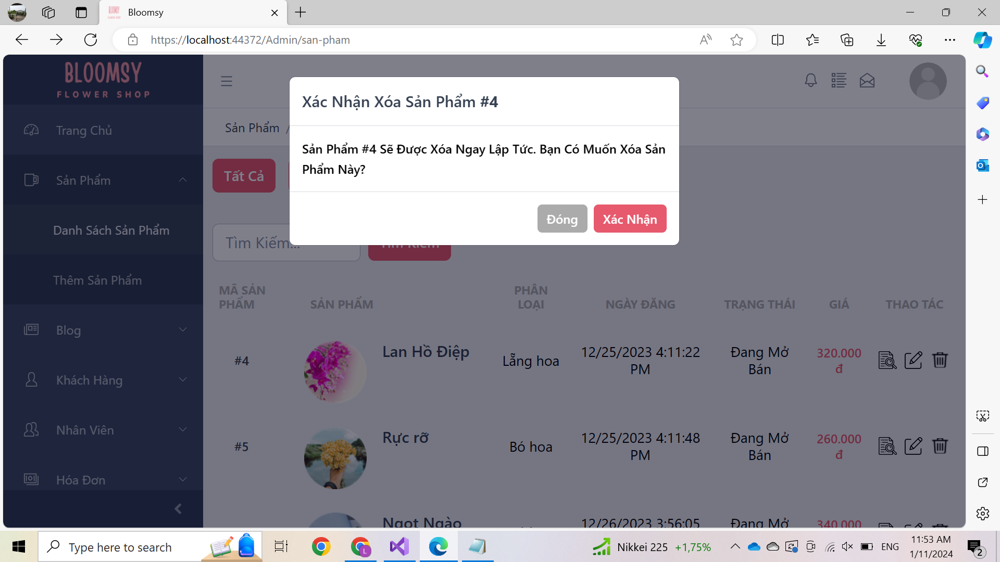 Bloomsy
https://localhost:44372/Admin/san-pham
BLOOMSY
FLOWER SHOP
Trang Chủ
Sản Phẩm
Danh Sách Sản Phẩm
Thêm Sản Phẩm
Blog
Khách Hàng
Nhân Viên
Hóa Đơn
Sản Phẩm /
Xác Nhận Xóa Sản Phẩm #4
Sản Phẩm #4 Sẽ Được Xóa Ngay Lập Tức. Bạn Có Muốn Xóa Sản
Phẩm Này?
Đóng
Xác Nhận
Tất Cả
Tìm Kiếm...
Tìm Kiếm
MÃ SẢN
PHẨM
SẢN PHẨM
PHÂN
LOẠI
NGÀY ĐĂNG
TRẠNG THÁI
GIÁ
THAO TÁC
#4
Lan Hồ Điệp
Lẵng hoa
12/25/2023 4:11:22
PM
Đang Mở
Bán
320.000
đ
#5
Rực rỡ
Bó hoa
12/25/2023 4:11:48
PM
Đang Mở
Bán
260.000
đ
Ngọt Ngào
12/26/2023 3:56:05
Đang Mở
340.000
Type here to search
L
Nikkei 225 +1,75%
ENG
11:53 AM
1/11/2024
2